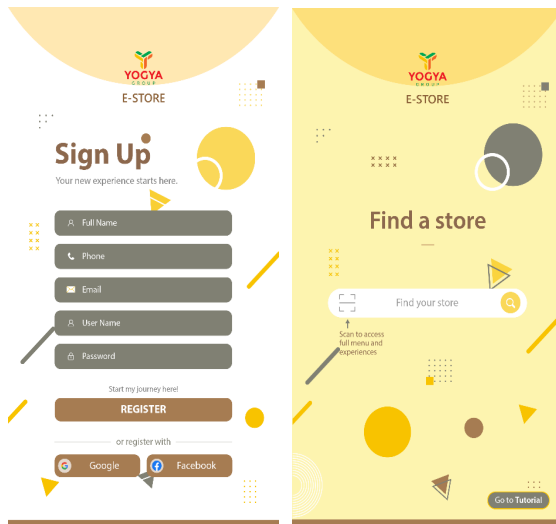 YOGYA
GROUP
E-STORE
Sign Up
Your new experience starts here.
Full Name
Phone
Email
User Name
Password
Start my journey here!
REGISTER
or register with
Google
Facebook
YOGYA
GROUP
E-STORE
Find a store
Find your store
Scan to access
full menu and
experiences
Go to Tutorial